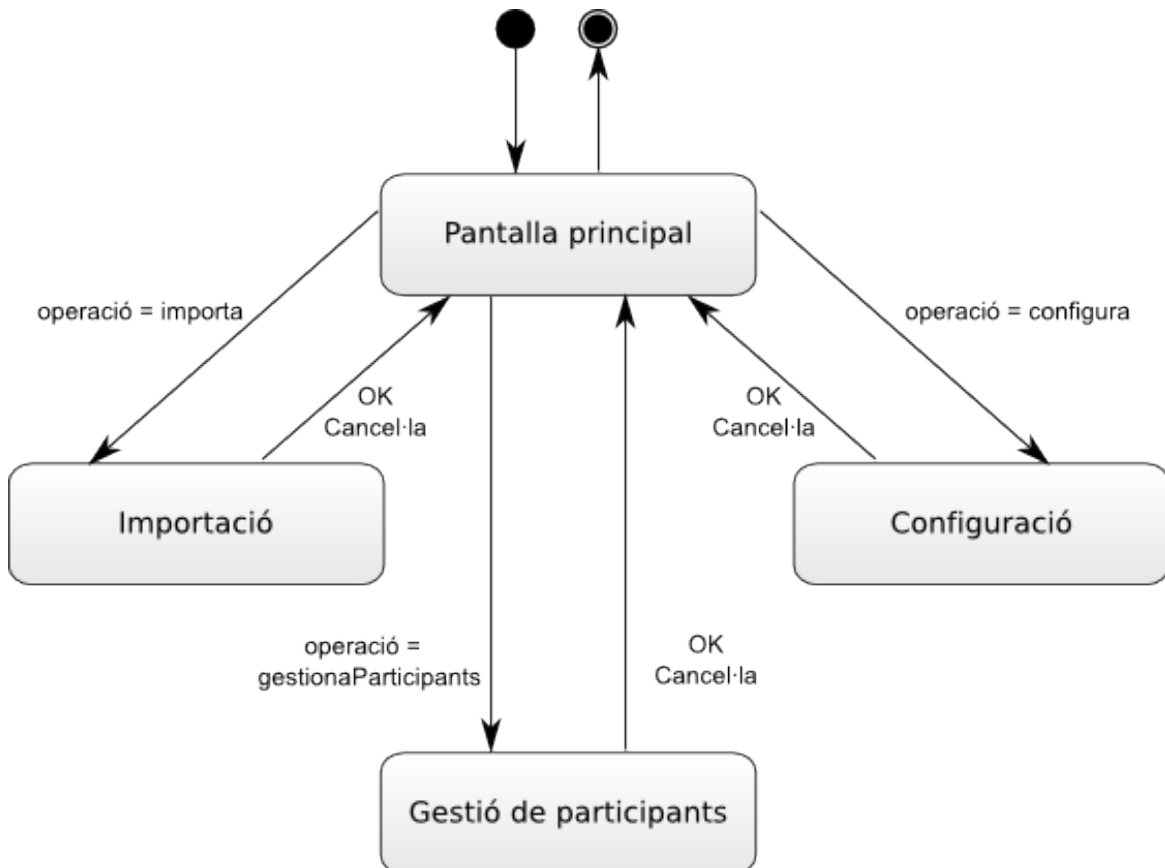 Pantalla principal
operació = importa
operació = configura
OK
Cancel·la
OK
Cancel·la
Importació
Configuració
operació =
gestionaParticipants
OK
Cancel·la
Gestió de participants